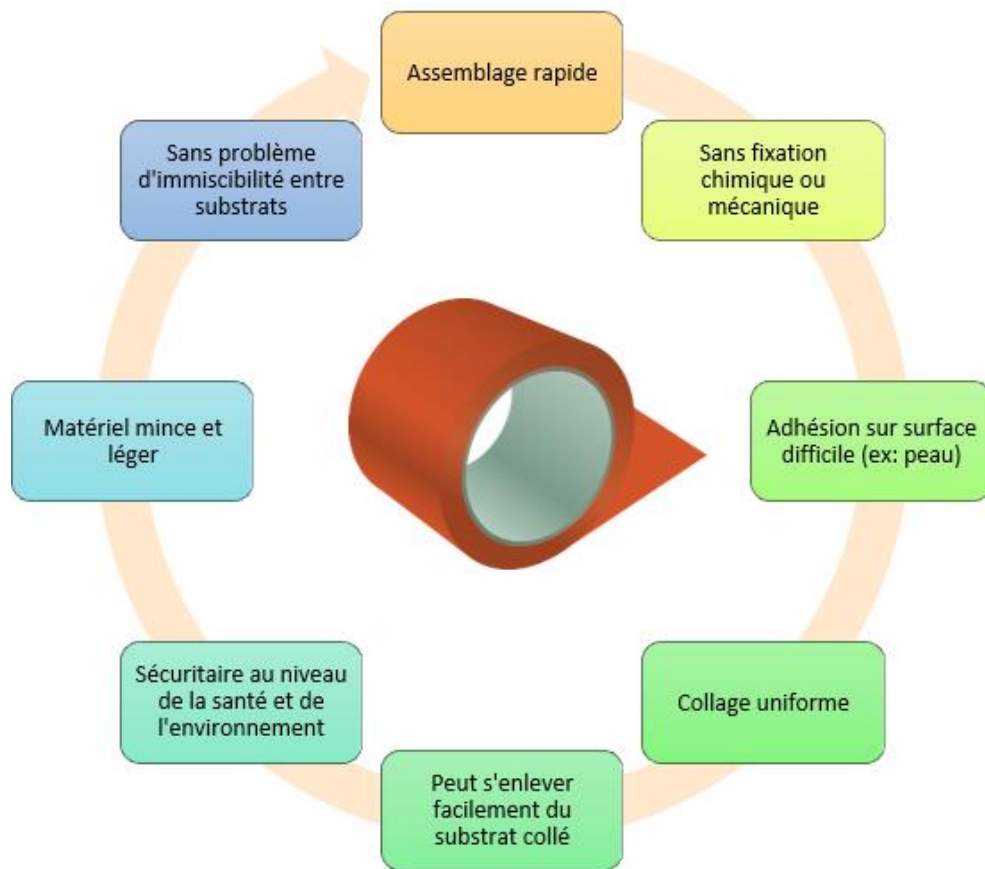 Assemblage rapide
Sans fixation
chimique ou
mécanique
Adhésion sur surface
difficile (ex: peau)
Collage uniforme
Peut s'enlever
facilement du
substrat collé
Sécuritaire au niveau
de la santé et de
l'environnement
Matériel mince et
léger
Sans problème
d'immiscibilité entre
substrats